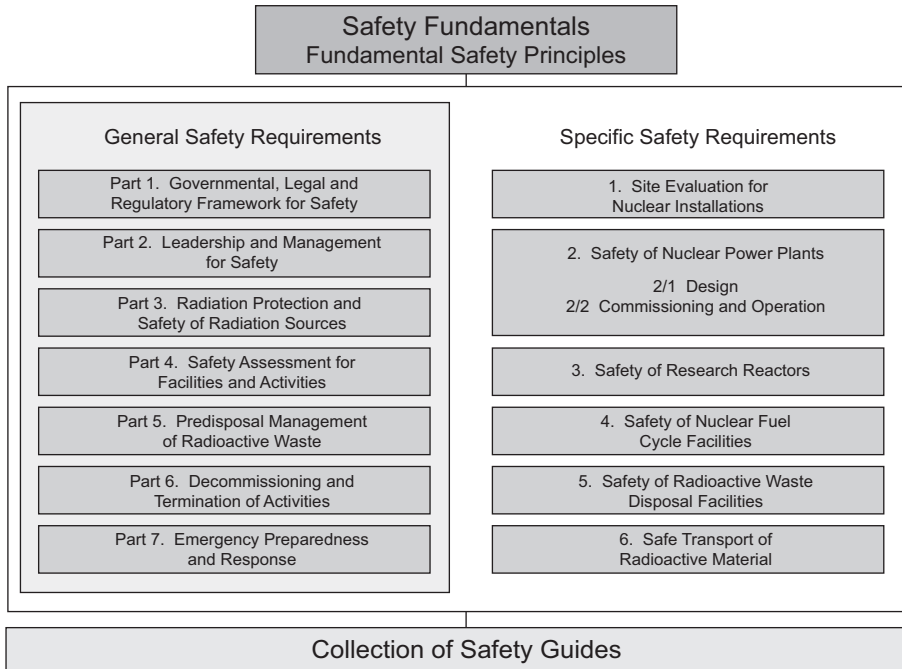 Safety Fundamentals
Fundamental Safety Principles
General Safety Requirements
Part 1. Governmental, Legal and
Regulatory Framework for Safety
Part 2. Leadership and Management
for Safety
Part 3. Radiation Protection and
Safety of Radiation Sources
Part 4. Safety Assessment for
Facilities and Activities
Part 5. Predisposal Management
of Radioactive Waste
Part 6. Decommissioning and
Termination of Activities
Part 7. Emergency Preparedness
and Response
Specific Safety Requirements
1. Site Evaluation for
Nuclear Installations
2. Safety of Nuclear Power Plants
2/1 Design
2/2 Commissioning and Operation
3. Safety of Research Reactors
4. Safety of Nuclear Fuel
Cycle Facilities
5. Safety of Radioactive Waste
Disposal Facilities
6. Safe Transport of
Radioactive Material
Collection of Safety Guides